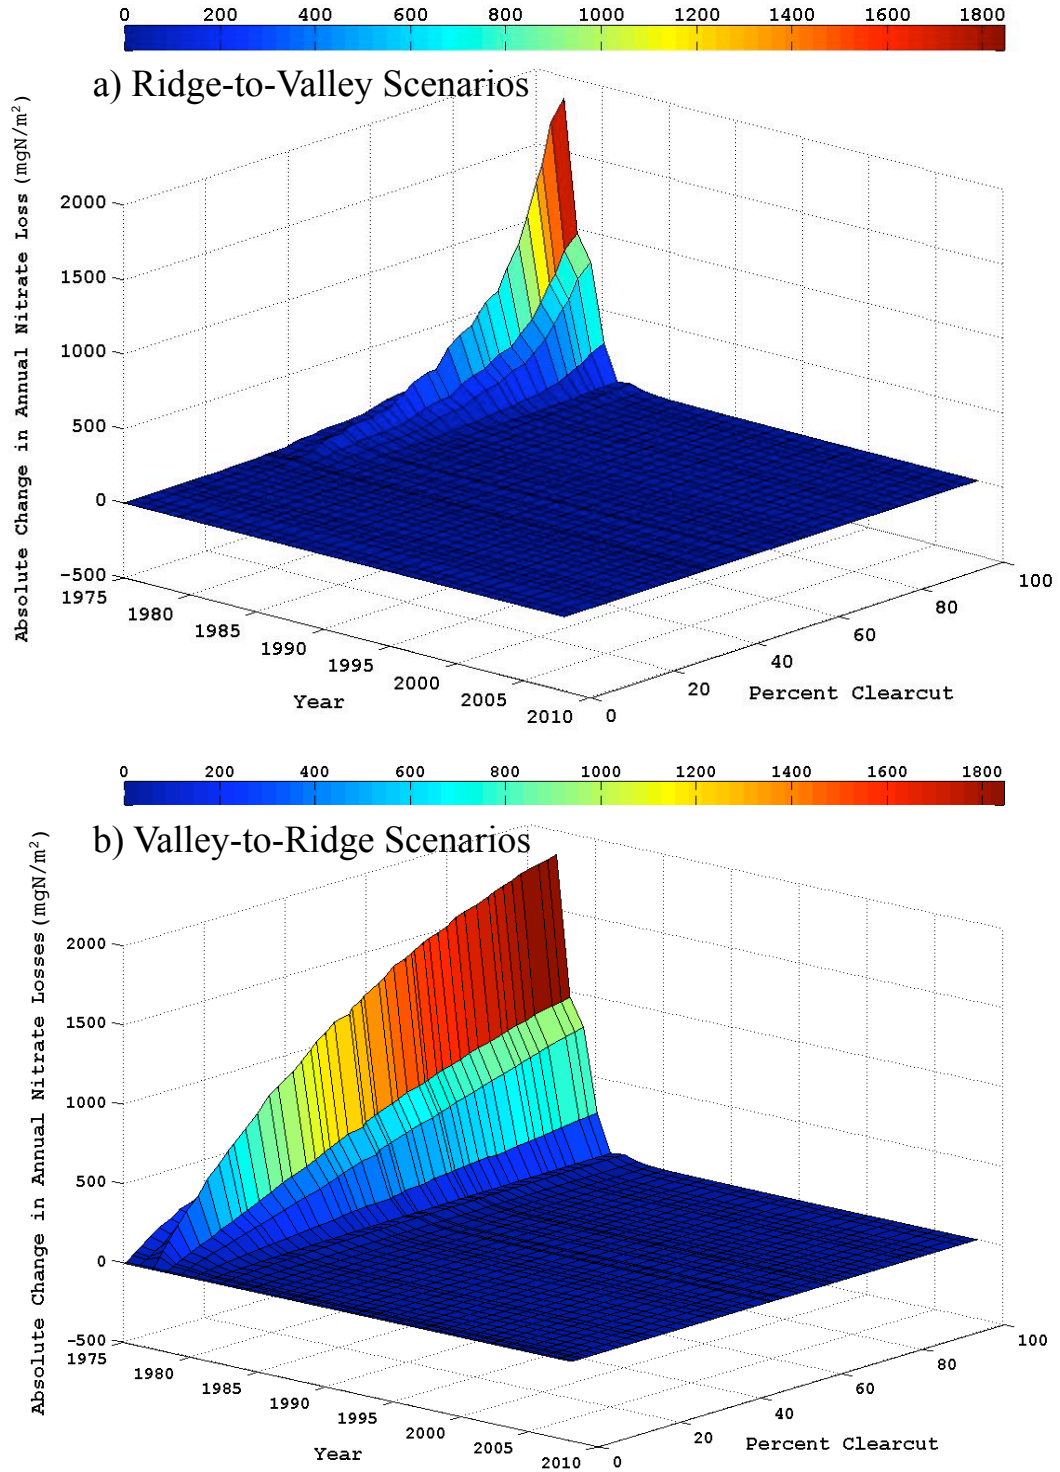 0 200 400 600 800 1000 1200 1400 1600 1800
a) Ridge-to-Valley Scenarios
Absolute Change in Annual Nitrate Loss (mgN/m²)
2000
1500
1000
500
0
-500
1975 1980 1985 1990 1995 2000 2005 2010
Year
0 20 40 60 80 100
Percent Clearcut
0 200 400 600 800 1000 1200 1400 1600 1800
b) Valley-to-Ridge Scenarios
Absolute Change in Annual Nitrate Losses (mgN/m²)
2000
1500
1000
500
0
-500
1975 1980 1985 1990 1995 2000 2005 2010
Year
0 20 40 60 80 100
Percent Clearcut